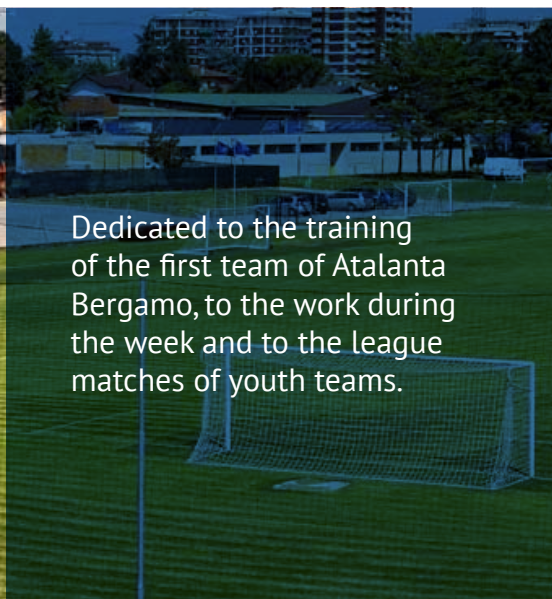 Dedicated to the training
of the first team of Atalanta
Bergamo, to the work during
the week and to the league
matches of youth teams.